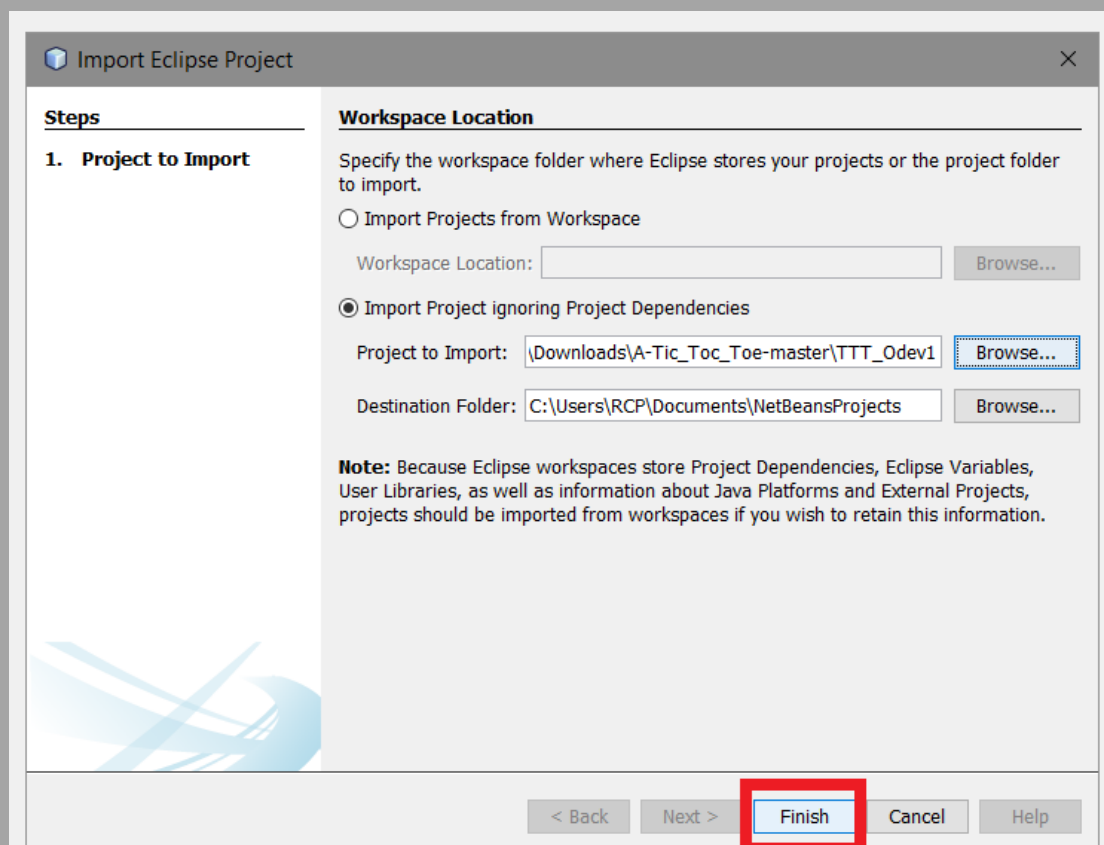 Import Eclipse Project
Steps
1. Project to Import
Workspace Location
Specify the workspace folder where Eclipse stores your projects or the project folder
to import.
Import Projects from Workspace
Workspace Location:
Browse...
Import Project ignoring Project Dependencies
Project to Import: \Downloads\A-Tic_Toc_Toe-master\TTT_Odev1 Browse...
Destination Folder: C:\Users\RCP\Documents\NetBeansProjects Browse...
Note: Because Eclipse workspaces store Project Dependencies, Eclipse Variables,
User Libraries, as well as information about Java Platforms and External Projects,
projects should be imported from workspaces if you wish to retain this information.
< Back Next > Finish Cancel Help